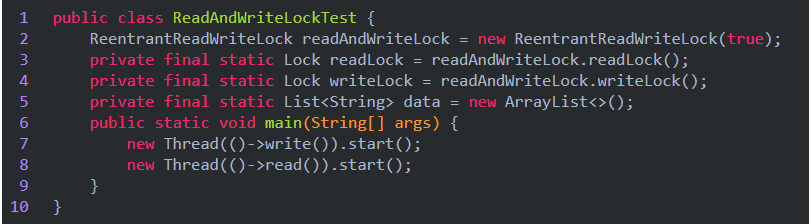 1 public class ReadAndWriteLockTest {
2 ReentrantReadWriteLock readAndWriteLock = new ReentrantReadWriteLock(true);
3 private final static Lock readLock = readAndWriteLock.readLock();
4 private final static Lock writeLock = readAndWriteLock.writeLock();
5 private final static List<String> data = new ArrayList<>();
6 public static void main(String[] args) {
7 new Thread(()->write()).start();
8 new Thread(()->read()).start();
9 }
10 }